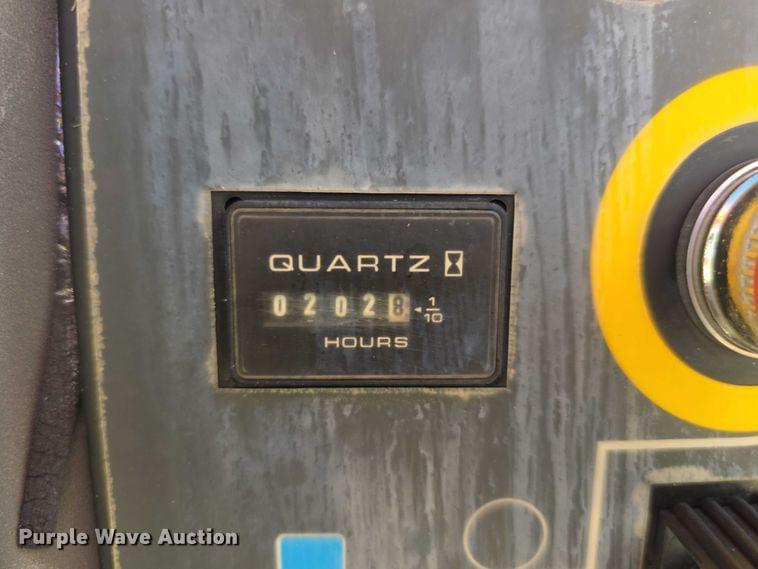 QUARTZ
02028 1/10
HOURS
Purple Wave Auction